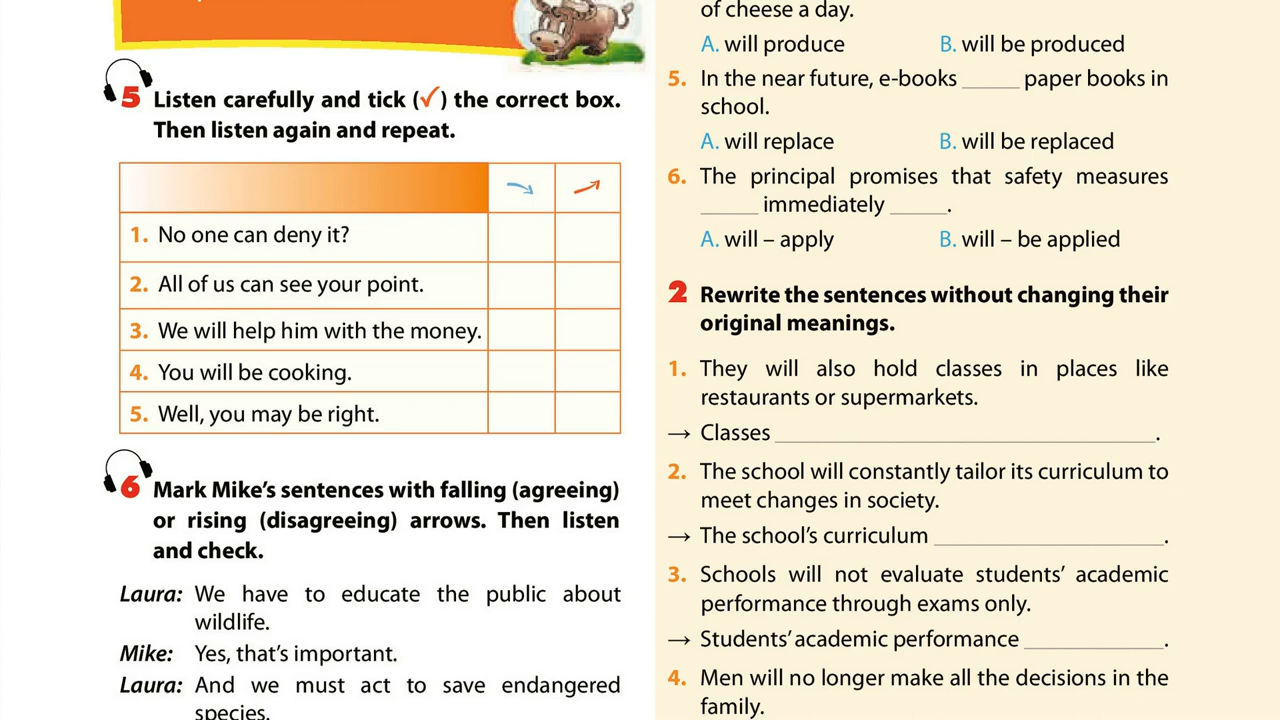 5 Listen carefully and tick (✓) the correct box.
Then listen again and repeat.
1. No one can deny it?
2. All of us can see your point.
3. We will help him with the money.
4. You will be cooking.
5. Well, you may be right.
6 Mark Mike's sentences with falling (agreeing)
or rising (disagreeing) arrows. Then listen
and check.
Laura: We have to educate the public about
wildlife.
Mike: Yes, that's important.
Laura: And we must act to save endangered
species.
of cheese a day.
A. will produce B. will be produced
5. In the near future, e-books _____ paper books in
school.
A. will replace B. will be replaced
6. The principal promises that safety measures
_____ immediately _____.
A. will – apply B. will – be applied
2 Rewrite the sentences without changing their
original meanings.
1. They will also hold classes in places like
restaurants or supermarkets.
→ Classes ___________________________________.
2. The school will constantly tailor its curriculum to
meet changes in society.
→ The school's curriculum _____________________.
3. Schools will not evaluate students' academic
performance through exams only.
→ Students' academic performance _____________.
4. Men will no longer make all the decisions in the
family.